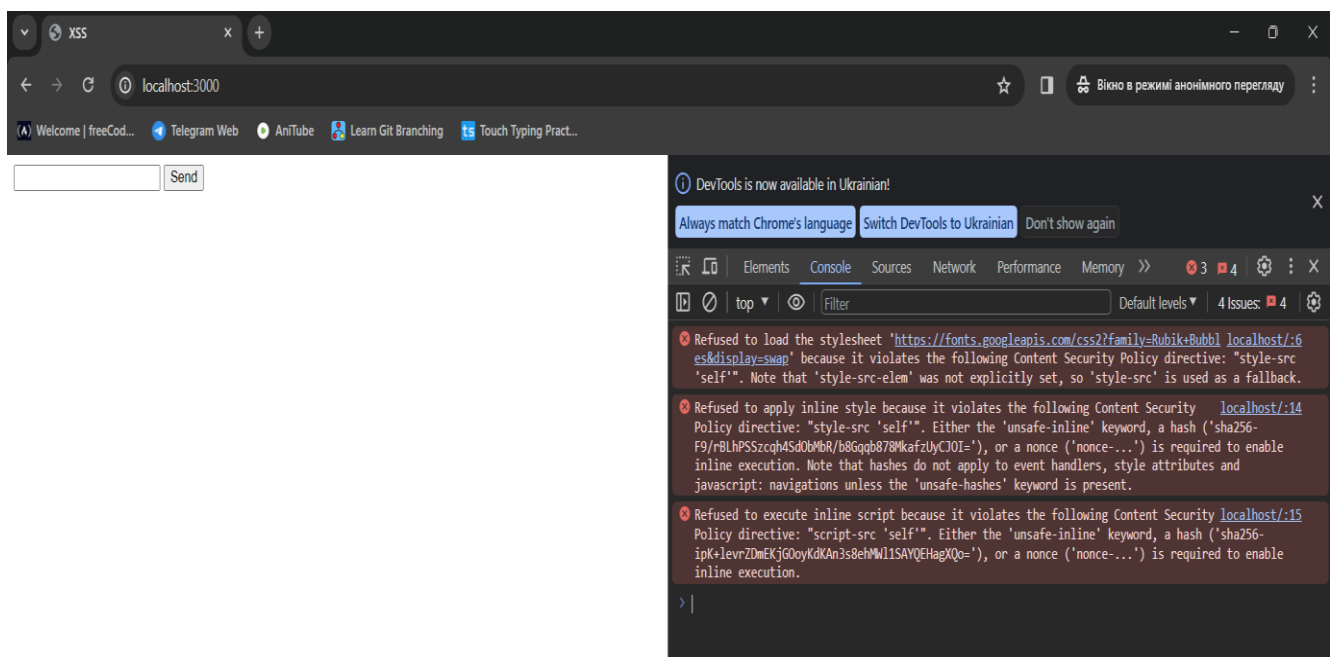 XSS
localhost:3000
Вікно в режимі анонімного перегляду
Welcome | freeCod... Telegram Web AniTube Learn Git Branching ts Touch Typing Pract...
Send
DevTools is now available in Ukrainian!
Always match Chrome's language Switch DevTools to Ukrainian Don't show again
Elements Console Sources Network Performance Memory 3 4
top Filter Default levels 4 Issues: 4
Refused to load the stylesheet 'https://fonts.googleapis.com/css2?family=Rubik+Bubbl localhost/:6
es&display=swap' because it violates the following Content Security Policy directive: "style-src
'self'". Note that 'style-src-elem' was not explicitly set, so 'style-src' is used as a fallback.
Refused to apply inline style because it violates the following Content Security localhost/:14
Policy directive: "style-src 'self'". Either the 'unsafe-inline' keyword, a hash ('sha256-
F9/rBLhPSSzcqh4SdObMbR/b8Gqqb878MkafzUyCJOI='), or a nonce ('nonce-...') is required to enable
inline execution. Note that hashes do not apply to event handlers, style attributes and
javascript: navigations unless the 'unsafe-hashes' keyword is present.
Refused to execute inline script because it violates the following Content Security localhost/:15
Policy directive: "script-src 'self'". Either the 'unsafe-inline' keyword, a hash ('sha256-
ipK+levrZDmEKjGOoyKdKAn3s8ehMWl1SAYQEHagXQo='), or a nonce ('nonce-...') is required to enable
inline execution.